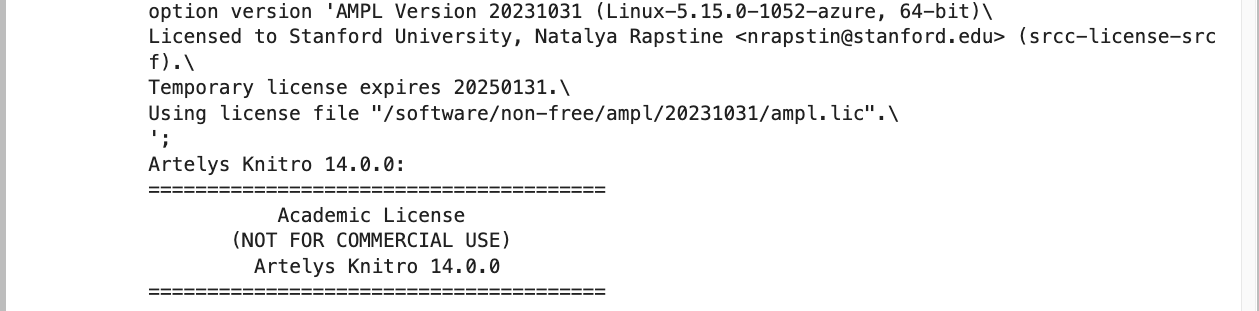 option version 'AMPL Version 20231031 (Linux-5.15.0-1052-azure, 64-bit)\
Licensed to Stanford University, Natalya Rapstine <nrapstin@stanford.edu> (srcc-license-src
f).\
Temporary license expires 20250131.\
Using license file "/software/non-free/ampl/20231031/ampl.lic".\
';
Artelys Knitro 14.0.0:
=======================================
Academic License
(NOT FOR COMMERCIAL USE)
Artelys Knitro 14.0.0
=======================================